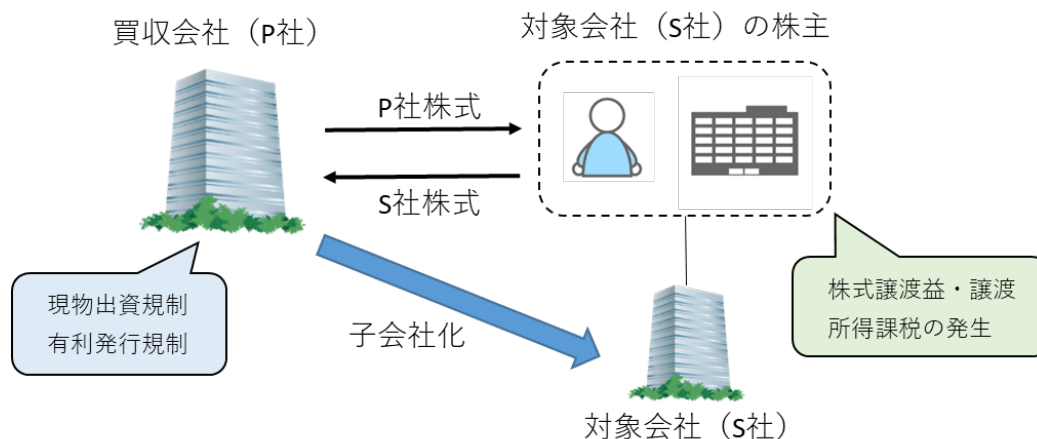 買収会社（P社）
対象会社（S社）の株主
P社株式
S社株式
現物出資規制
有利発行規制
子会社化
株式譲渡益・譲渡
所得課税の発生
対象会社（S社）